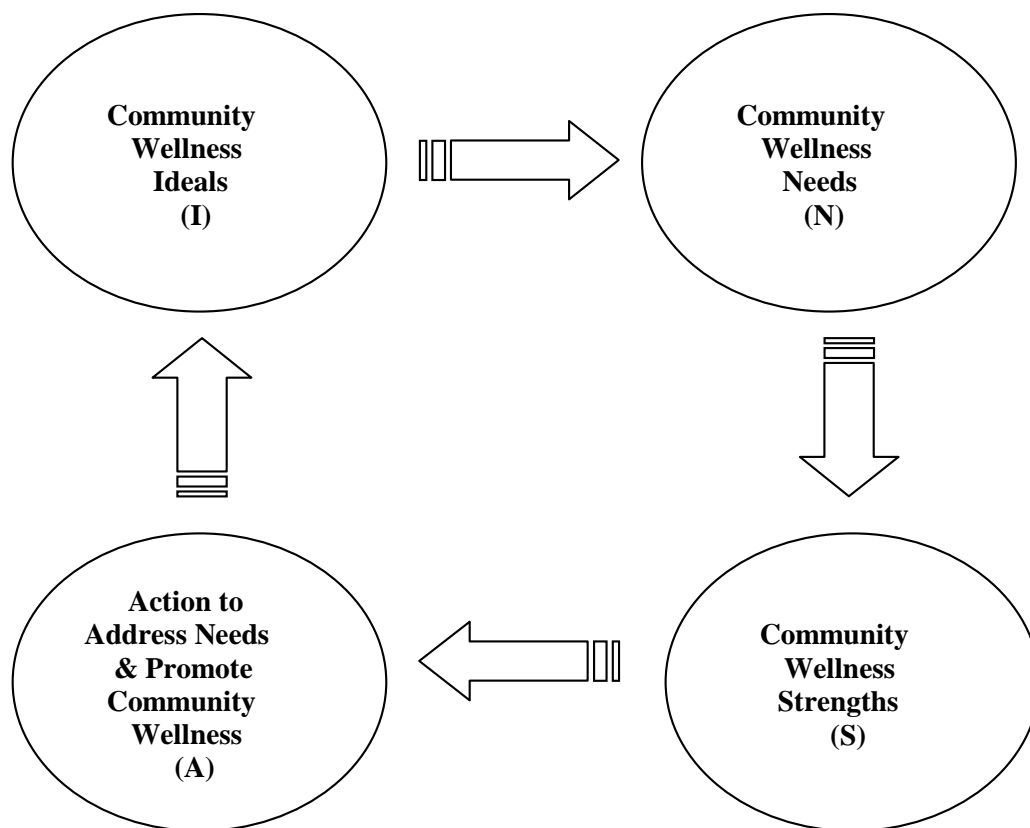 Community
Wellness
Ideals
(I)
Community
Wellness
Needs
(N)
Action to
Address Needs
& Promote
Community
Wellness
(A)
Community
Wellness
Strengths
(S)